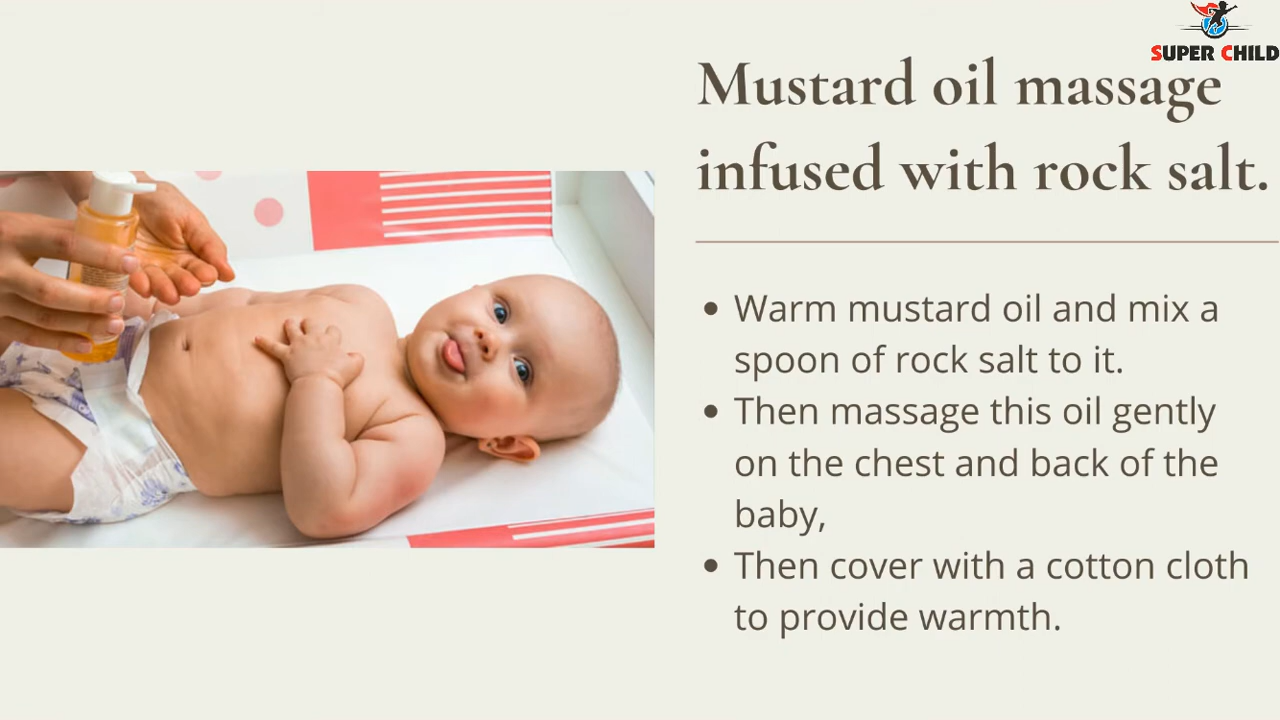 SUPER CHILD
Mustard oil massage
infused with rock salt.
• Warm mustard oil and mix a
spoon of rock salt to it.
• Then massage this oil gently
on the chest and back of the
baby,
• Then cover with a cotton cloth
to provide warmth.